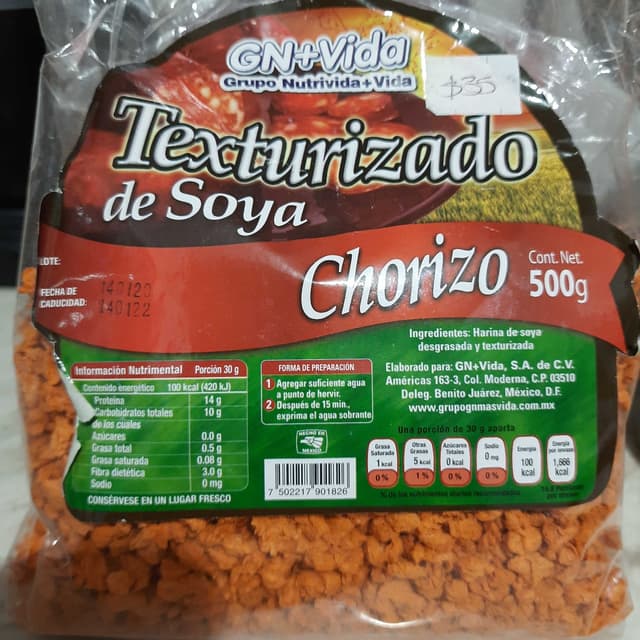 GN+Vida
Grupo Nutrivida+Vida
$35
Texturizado
de Soya
Chorizo
Cont. Net.
500g
LOTE:
140120
FECHA DE
CADUCIDAD:
140122
Ingredientes: Harina de soya
desgrasada y texturizada
Elaborado para: GN+Vida, S.A. de C.V.
Américas 163-3, Col. Moderna, C.P. 03510
Deleg. Benito Juárez, México, D.F.
www.grupognmasvida.com.mx
Información Nutrimental Porción 30 g
Contenido energético 100 kcal (420 kJ)
Proteína 14 g
Carbohidratos totales 10 g
de los cuales
Azúcares 0.0 g
Grasa total 0.5 g
Grasa saturada 0.08 g
Fibra dietética 3.0 g
Sodio 0 mg
CONSÉRVESE EN UN LUGAR FRESCO
FORMA DE PREPARACIÓN
1 Agregar suficiente agua
a punto de hervir.
2 Después de 15 min.,
exprima el agua sobrante
HECHO EN
MÉXICO
7 502217 901826
Una porción de 30 g aporta
Grasa Saturada 1 kcal 0%
Otras Grasas 5 kcal 1%
Azúcares Totales 0 kcal 0%
Sodio 0 mg 0%
Energía 100 kcal
Energía por envase 1,666 kcal
% de los nutrimentos diarios recomendados